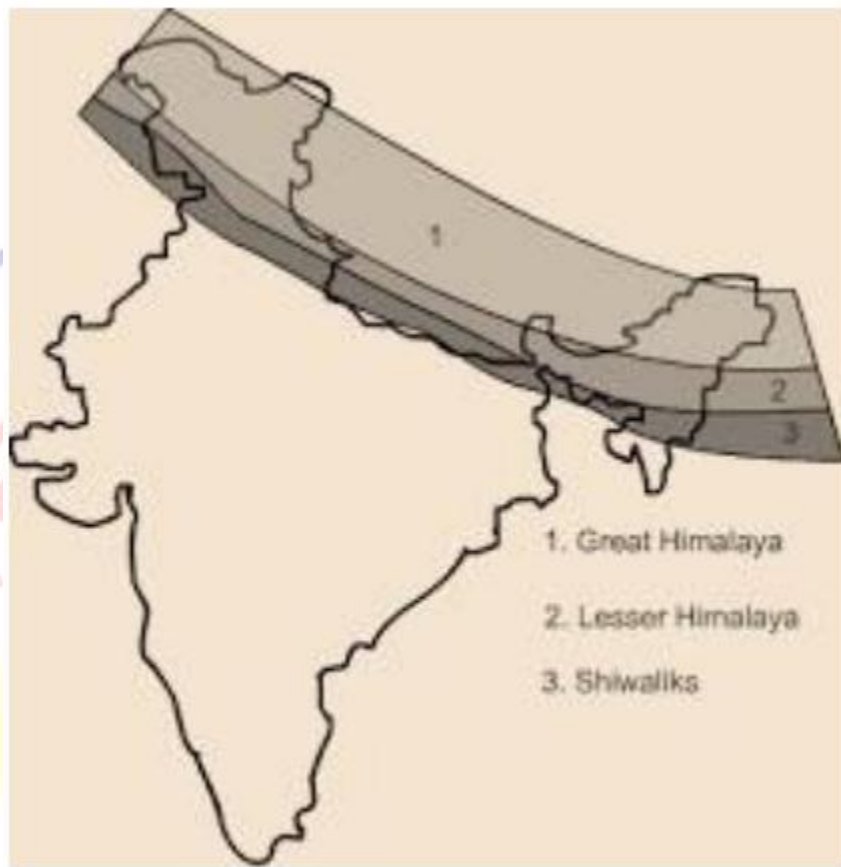 1
2
3
1. Great Himalaya
2. Lesser Himalaya
3. Shiwaliks